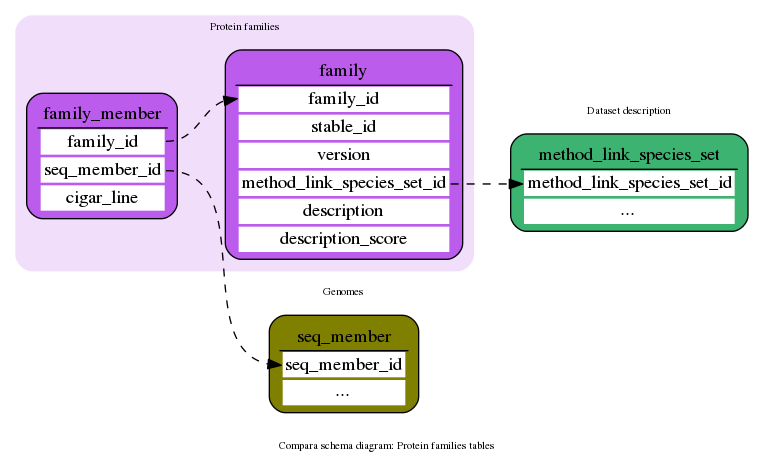 Protein families
family_member
family_id
seq_member_id
cigar_line
family
family_id
stable_id
version
method_link_species_set_id
description
description_score
Dataset description
method_link_species_set
method_link_species_set_id
...
Genomes
seq_member
seq_member_id
...
Compara schema diagram: Protein families tables